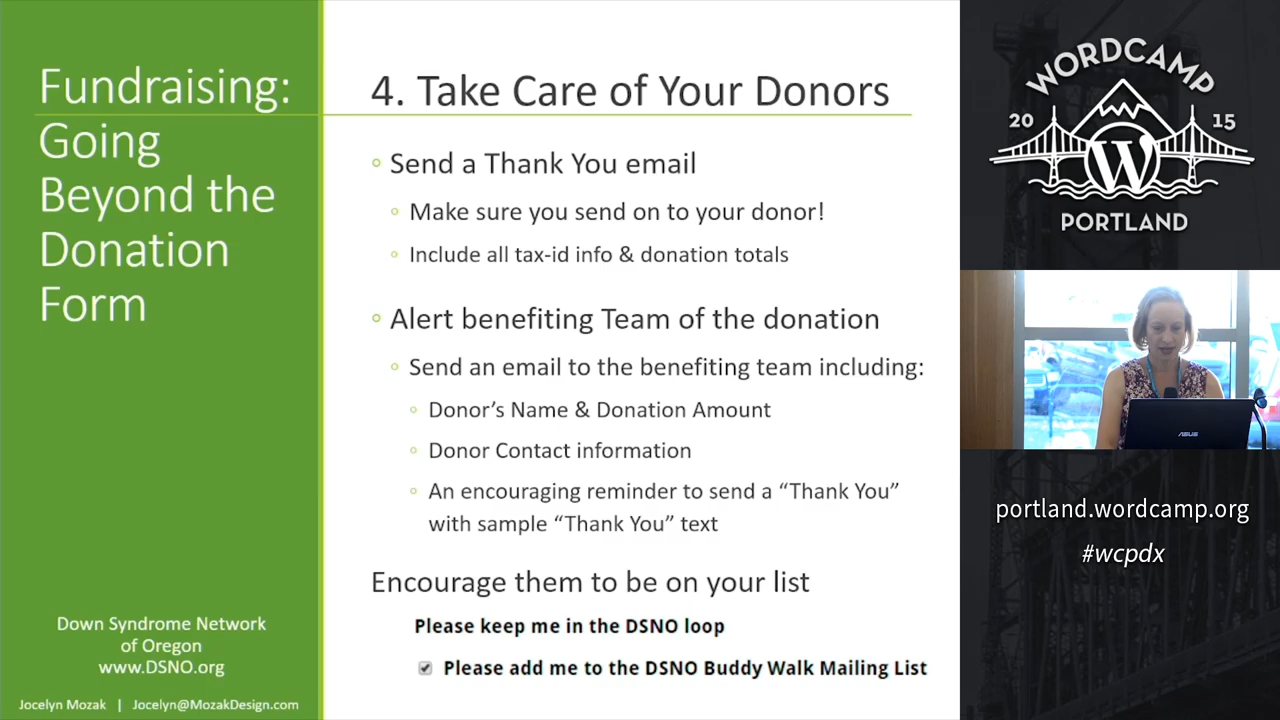 Fundraising:
Going
Beyond the
Donation
Form
Down Syndrome Network
of Oregon
www.DSNO.org
Jocelyn Mozak | Jocelyn@MozakDesign.com
4. Take Care of Your Donors
Send a Thank You email
Make sure you send on to your donor!
Include all tax-id info & donation totals
Alert benefiting Team of the donation
Send an email to the benefiting team including:
Donor's Name & Donation Amount
Donor Contact information
An encouraging reminder to send a “Thank You”
with sample “Thank You” text
Encourage them to be on your list
Please keep me in the DSNO loop
Please add me to the DSNO Buddy Walk Mailing List
WORDCAMP
20 15
W
PORTLAND
ASUS
portland.wordcamp.org
#wcpdx